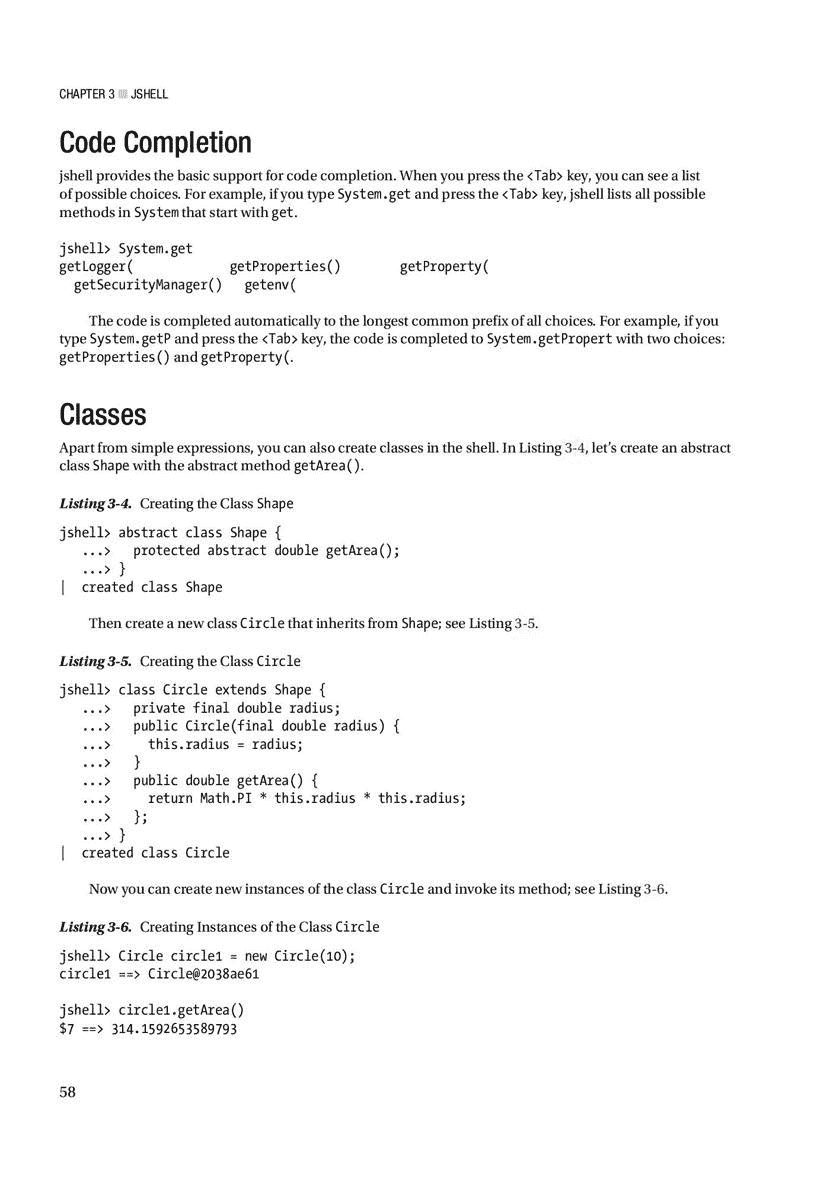 CHAPTER 3 ▒ JSHELL
Code Completion
jshell provides the basic support for code completion. When you press the <Tab> key, you can see a list
of possible choices. For example, if you type System.get and press the <Tab> key, jshell lists all possible
methods in System that start with get.
jshell> System.get
getLogger(             getProperties()        getProperty(
  getSecurityManager()   getenv(
The code is completed automatically to the longest common prefix of all choices. For example, if you
type System.getP and press the <Tab> key, the code is completed to System.getPropert with two choices:
getProperties() and getProperty(.
Classes
Apart from simple expressions, you can also create classes in the shell. In Listing 3-4, let's create an abstract
class Shape with the abstract method getArea().
Listing 3-4. Creating the Class Shape
jshell> abstract class Shape {
   ...>   protected abstract double getArea();
   ...> }
|  created class Shape
Then create a new class Circle that inherits from Shape; see Listing 3-5.
Listing 3-5. Creating the Class Circle
jshell> class Circle extends Shape {
   ...>   private final double radius;
   ...>   public Circle(final double radius) {
   ...>     this.radius = radius;
   ...>   }
   ...>   public double getArea() {
   ...>     return Math.PI * this.radius * this.radius;
   ...>   };
   ...> }
|  created class Circle
Now you can create new instances of the class Circle and invoke its method; see Listing 3-6.
Listing 3-6. Creating Instances of the Class Circle
jshell> Circle circle1 = new Circle(10);
circle1 ==> Circle@2038ae61
jshell> circle1.getArea()
$7 ==> 314.1592653589793
58